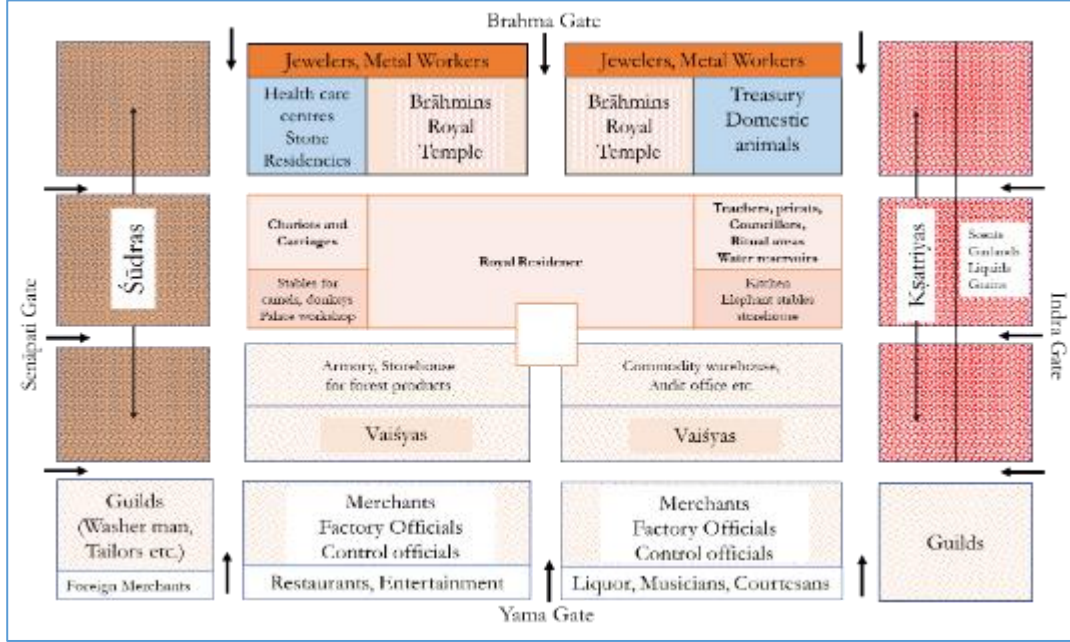 Brahma Gate
Jewelers, Metal Workers
Jewelers, Metal Workers
Health care
centres
Stone
Residencies
Brāhmins
Royal
Temple
Brāhmins
Royal
Temple
Treasury
Domestic
animals
Śūdras
Chariots and
Carriages
Stables for
camels, donkeys
Palace workshop
Royal Residence
Teachers, priests,
Councillors,
Ritual areas
Water reservoirs
Kitchen
Elephant stables
storehouse
Kṣatriyas
Scents
Garlands
Liquids
Grains
Senāpati Gate
Indra Gate
Armory, Storehouse
for forest products
Vaiśyas
Commodity warehouse,
Audit office etc.
Vaiśyas
Guilds
(Washer man,
Tailors etc.)
Foreign Merchants
Merchants
Factory Officials
Control officials
Restaurants, Entertainment
Merchants
Factory Officials
Control officials
Liquor, Musicians, Courtesans
Guilds
Yama Gate